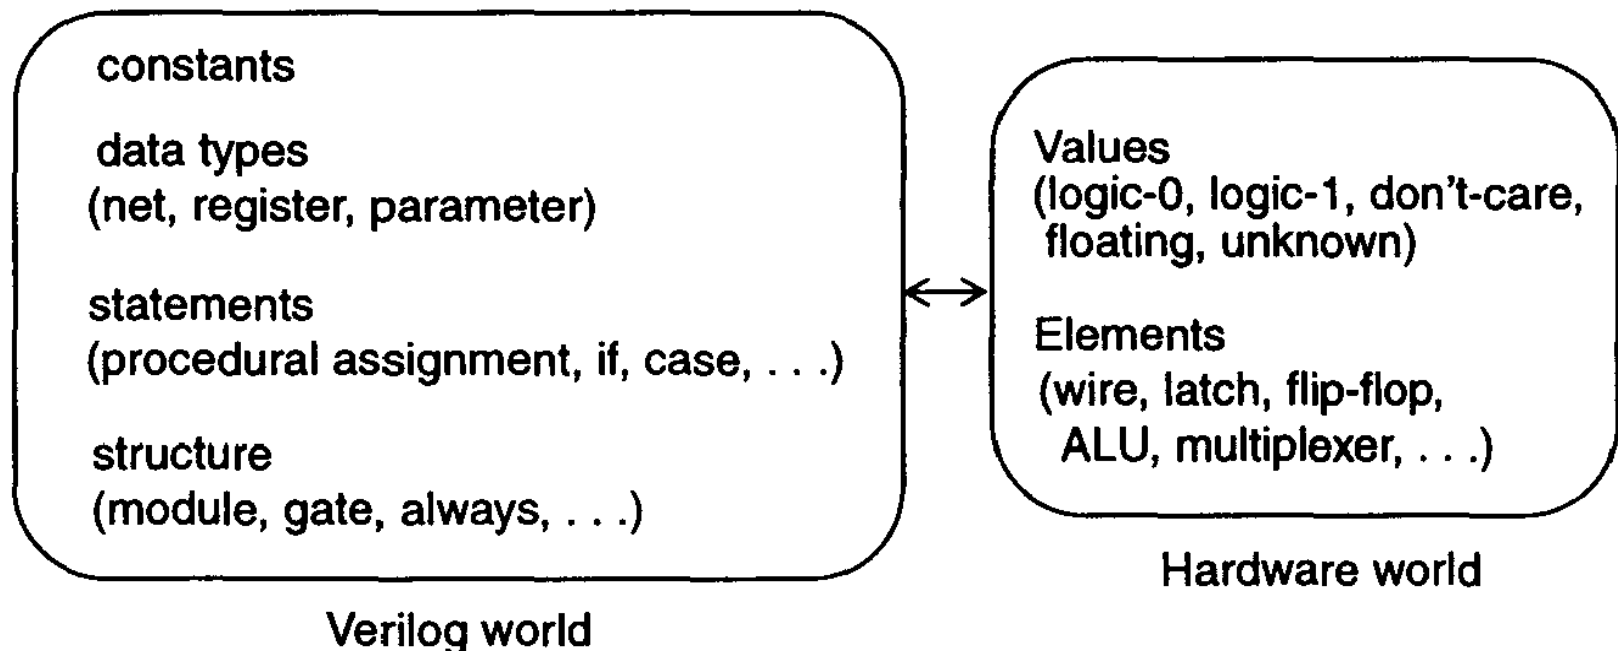 constants
data types
(net, register, parameter)
statements
(procedural assignment, if, case, . . .)
structure
(module, gate, always, . . .)
Verilog world
Values
(logic-0, logic-1, don't-care,
floating, unknown)
Elements
(wire, latch, flip-flop,
ALU, multiplexer, . . .)
Hardware world